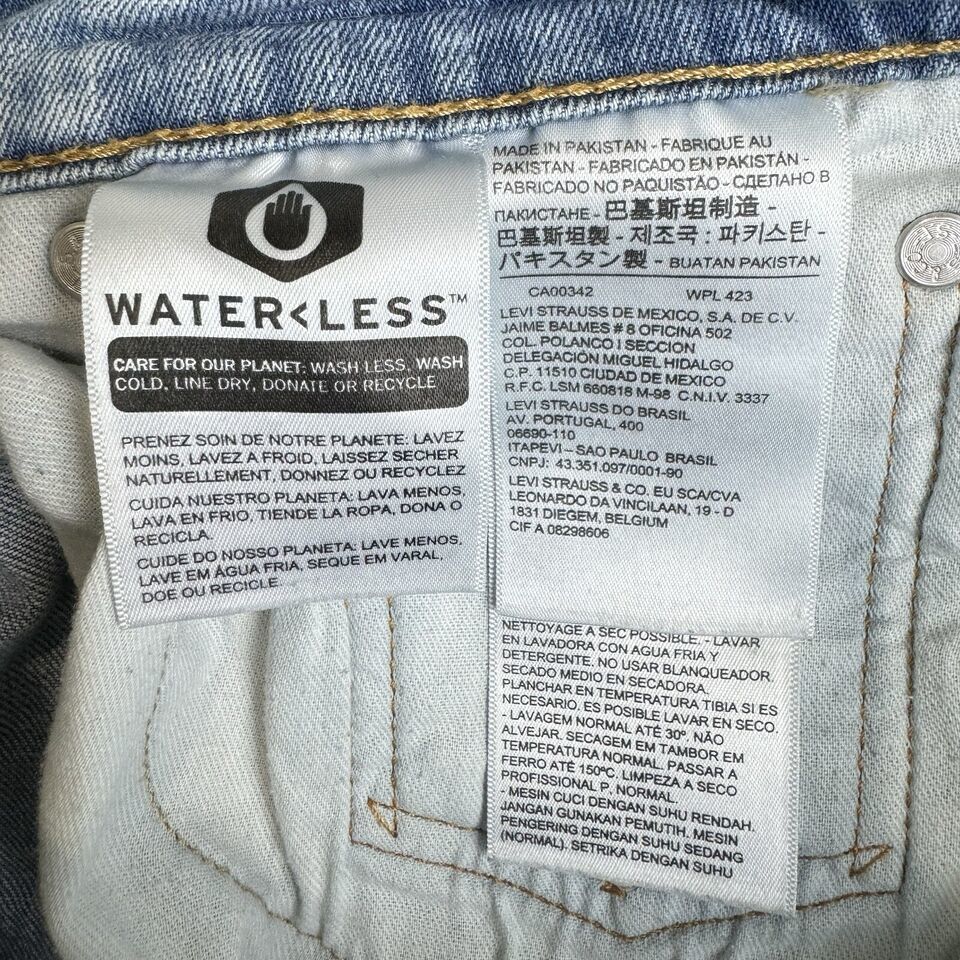 WATER<LESS™
CARE FOR OUR PLANET: WASH LESS, WASH
COLD, LINE DRY, DONATE OR RECYCLE
PRENEZ SOIN DE NOTRE PLANETE: LAVEZ
MOINS, LAVEZ A FROID, LAISSEZ SECHER
NATURELLEMENT, DONNEZ OU RECYCLEZ
CUIDA NUESTRO PLANETA: LAVA MENOS,
LAVA EN FRIO, TIENDE LA ROPA, DONA O
RECICLA.
CUIDE DO NOSSO PLANETA: LAVE MENOS,
LAVE EM ÁGUA FRIA, SEQUE EM VARAL,
DOE OU RECICLE.
MADE IN PAKISTAN - FABRIQUE AU
PAKISTAN - FABRICADO EN PAKISTÁN -
FABRICADO NO PAQUISTÃO - СДЕЛАНО В
ПАКИСТАНЕ - 巴基斯坦制造 -
巴基斯坦製 - 제조국 : 파키스탄 -
パキスタン製 - BUATAN PAKISTAN
CA00342 WPL 423
LEVI STRAUSS DE MEXICO, S.A. DE C.V.
JAIME BALMES # 8 OFICINA 502
COL. POLANCO I SECCION
DELEGACIÓN MIGUEL HIDALGO
C.P. 11510 CIUDAD DE MEXICO
R.F.C. LSM 660818 M-98 C.N.I.V. 3337
LEVI STRAUSS DO BRASIL
AV. PORTUGAL, 400
06690-110
ITAPEVI – SAO PAULO BRASIL
CNPJ: 43.351.097/0001-90
LEVI STRAUSS & CO. EU SCA/CVA
LEONARDO DA VINCILAAN, 19 - D
1831 DIEGEM, BELGIUM
CIF A 08298606
NETTOYAGE A SEC POSSIBLE. - LAVAR
EN LAVADORA CON AGUA FRIA Y
DETERGENTE. NO USAR BLANQUEADOR.
SECADO MEDIO EN SECADORA.
PLANCHAR EN TEMPERATURA TIBIA SI ES
NECESARIO. ES POSIBLE LAVAR EN SECO.
- LAVAGEM NORMAL ATÉ 30º. NÃO
ALVEJAR. SECAGEM EM TAMBOR EM
TEMPERATURA NORMAL. PASSAR A
FERRO ATÉ 150ºC. LIMPEZA A SECO
PROFISSIONAL P. NORMAL.
- MESIN CUCI DENGAN SUHU RENDAH.
JANGAN GUNAKAN PEMUTIH. MESIN
PENGERING DENGAN SUHU SEDANG
(NORMAL). SETRIKA DENGAN SUHU